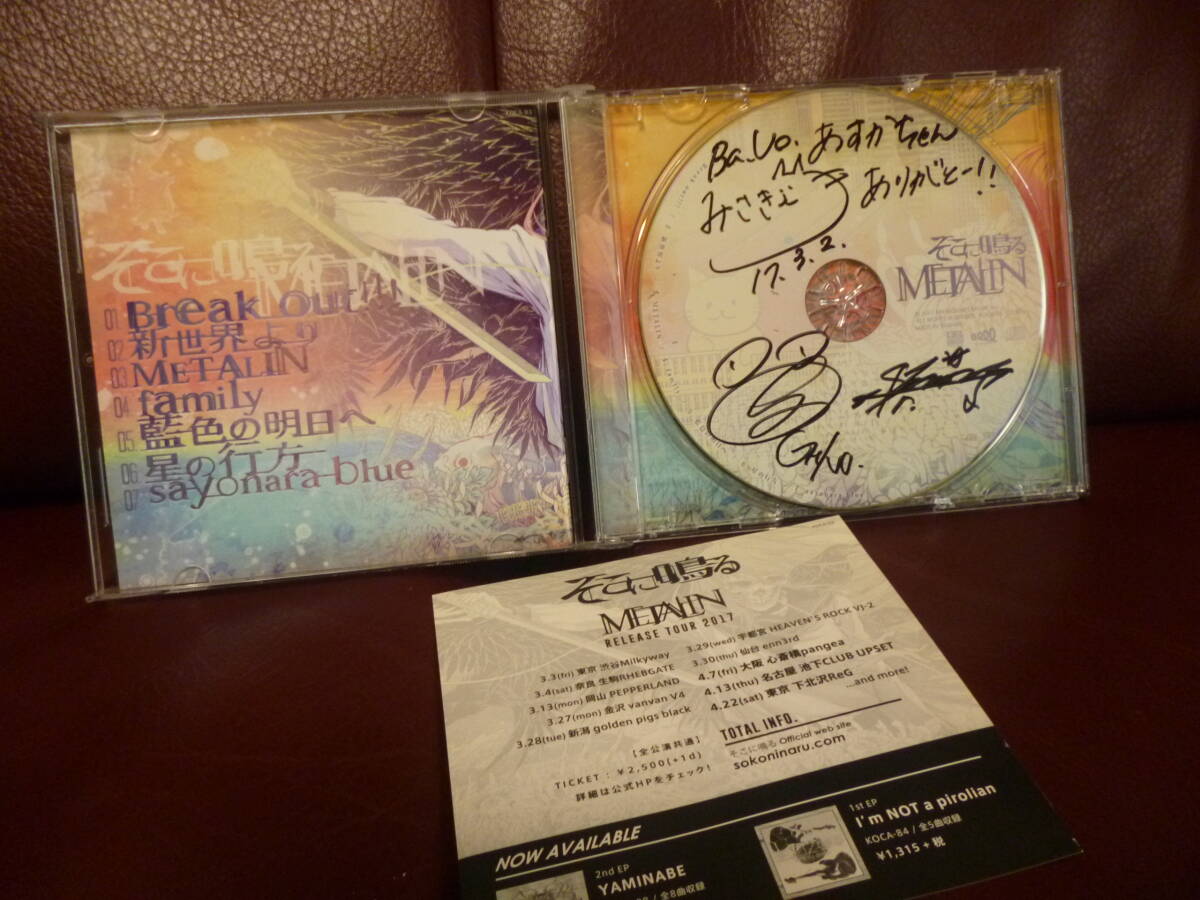 そこに鳴る METALIN
01 Break out!!!
02 新世界より
03 METALIN
04 family
05 藍色の明日へ
06 星の行方
07 sayonara blue
Ba.Vo.
みさき
あすかちゃん
ありがとー!!
17.3.2.
そこに鳴る
METALIN
そこに鳴る
METALIN
RELEASE TOUR 2017
3.3(fri) 東京 渋谷Milkyway
3.4(sat) 奈良 生駒RHEBGATE
3.13(mon) 岡山 PEPPERLAND
3.27(mon) 金沢 vanvan V4
3.28(tue) 新潟 golden pigs black
3.29(wed) 宇都宮 HEAVEN'S ROCK VJ-2
3.30(thu) 仙台 enn3rd
4.7(fri) 大阪 心斎橋pangea
4.13(thu) 名古屋 池下CLUB UPSET
4.22(sat) 東京 下北沢ReG
...and more!
【全公演共通】
TICKET : ¥2,500(+1d)
詳細は公式HPをチェック!
TOTAL INFO.
そこに鳴る Official web site
sokoninaru.com
NOW AVAILABLE
2nd EP
YAMINABE
/ 全8曲収録
1st EP
I'm NOT a pirolian
KOCA-84 / 全5曲収録
¥1,315 + 税